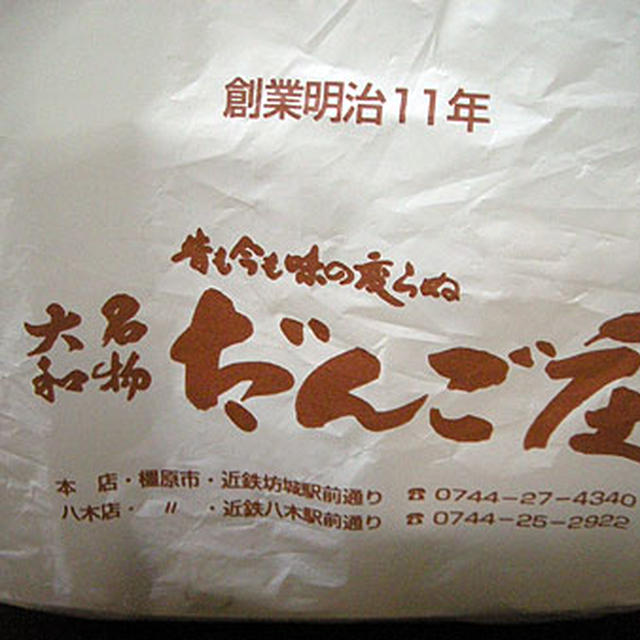 創業明治11年
昔も今も味の変らぬ
大和名物
だんご庄
本 店・橿原市・近鉄坊城駅前通り ☎ 0744-27-4340
八木店・ 〃 ・近鉄八木駅前通り ☎ 0744-25-2922